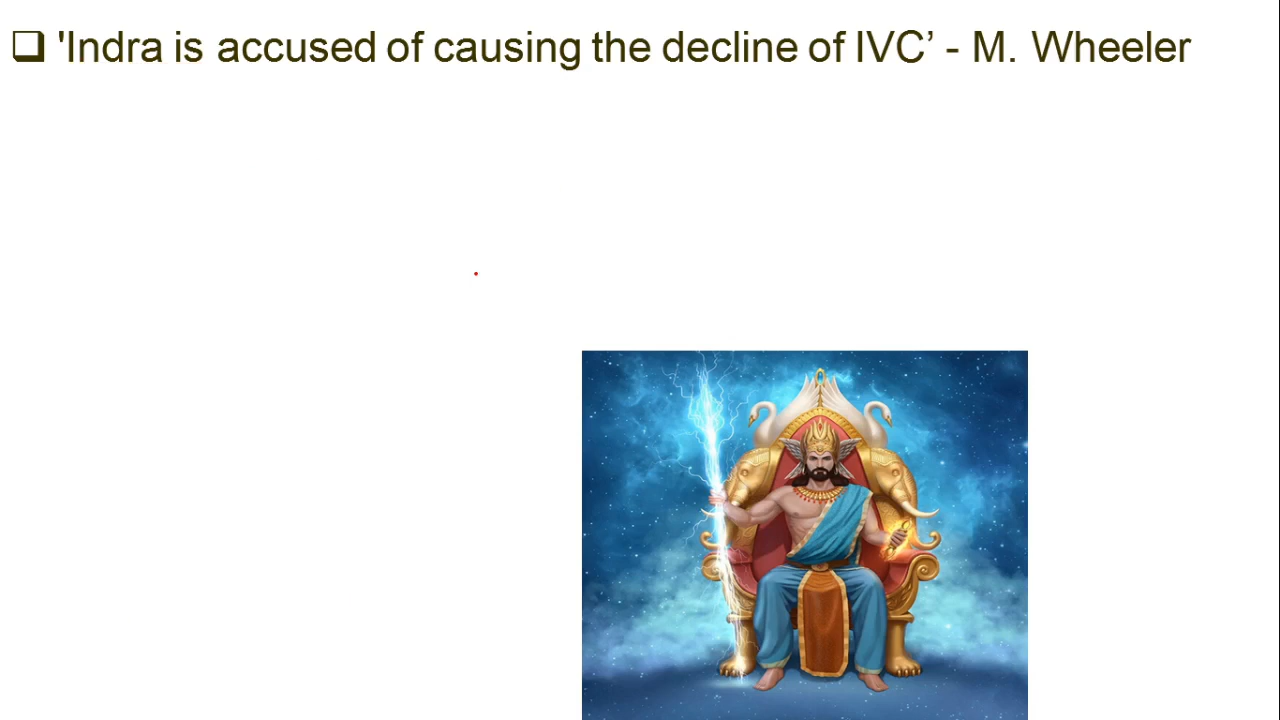 'Indra is accused of causing the decline of IVC’ - M. Wheeler